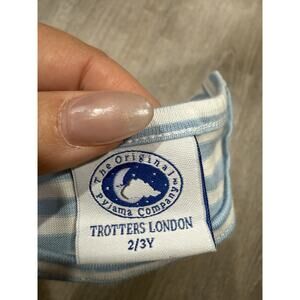 The Original
Pyjama Company
TROTTERS LONDON
2/3Y